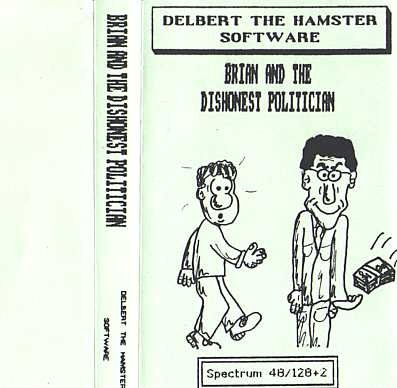 BRIAN AND THE DISHONEST POLITICIAN
DELBERT THE HAMSTER
SOFTWARE
DELBERT THE HAMSTER
SOFTWARE
BRIAN AND THE
DISHONEST POLITICIAN
Spectrum 48/128+2